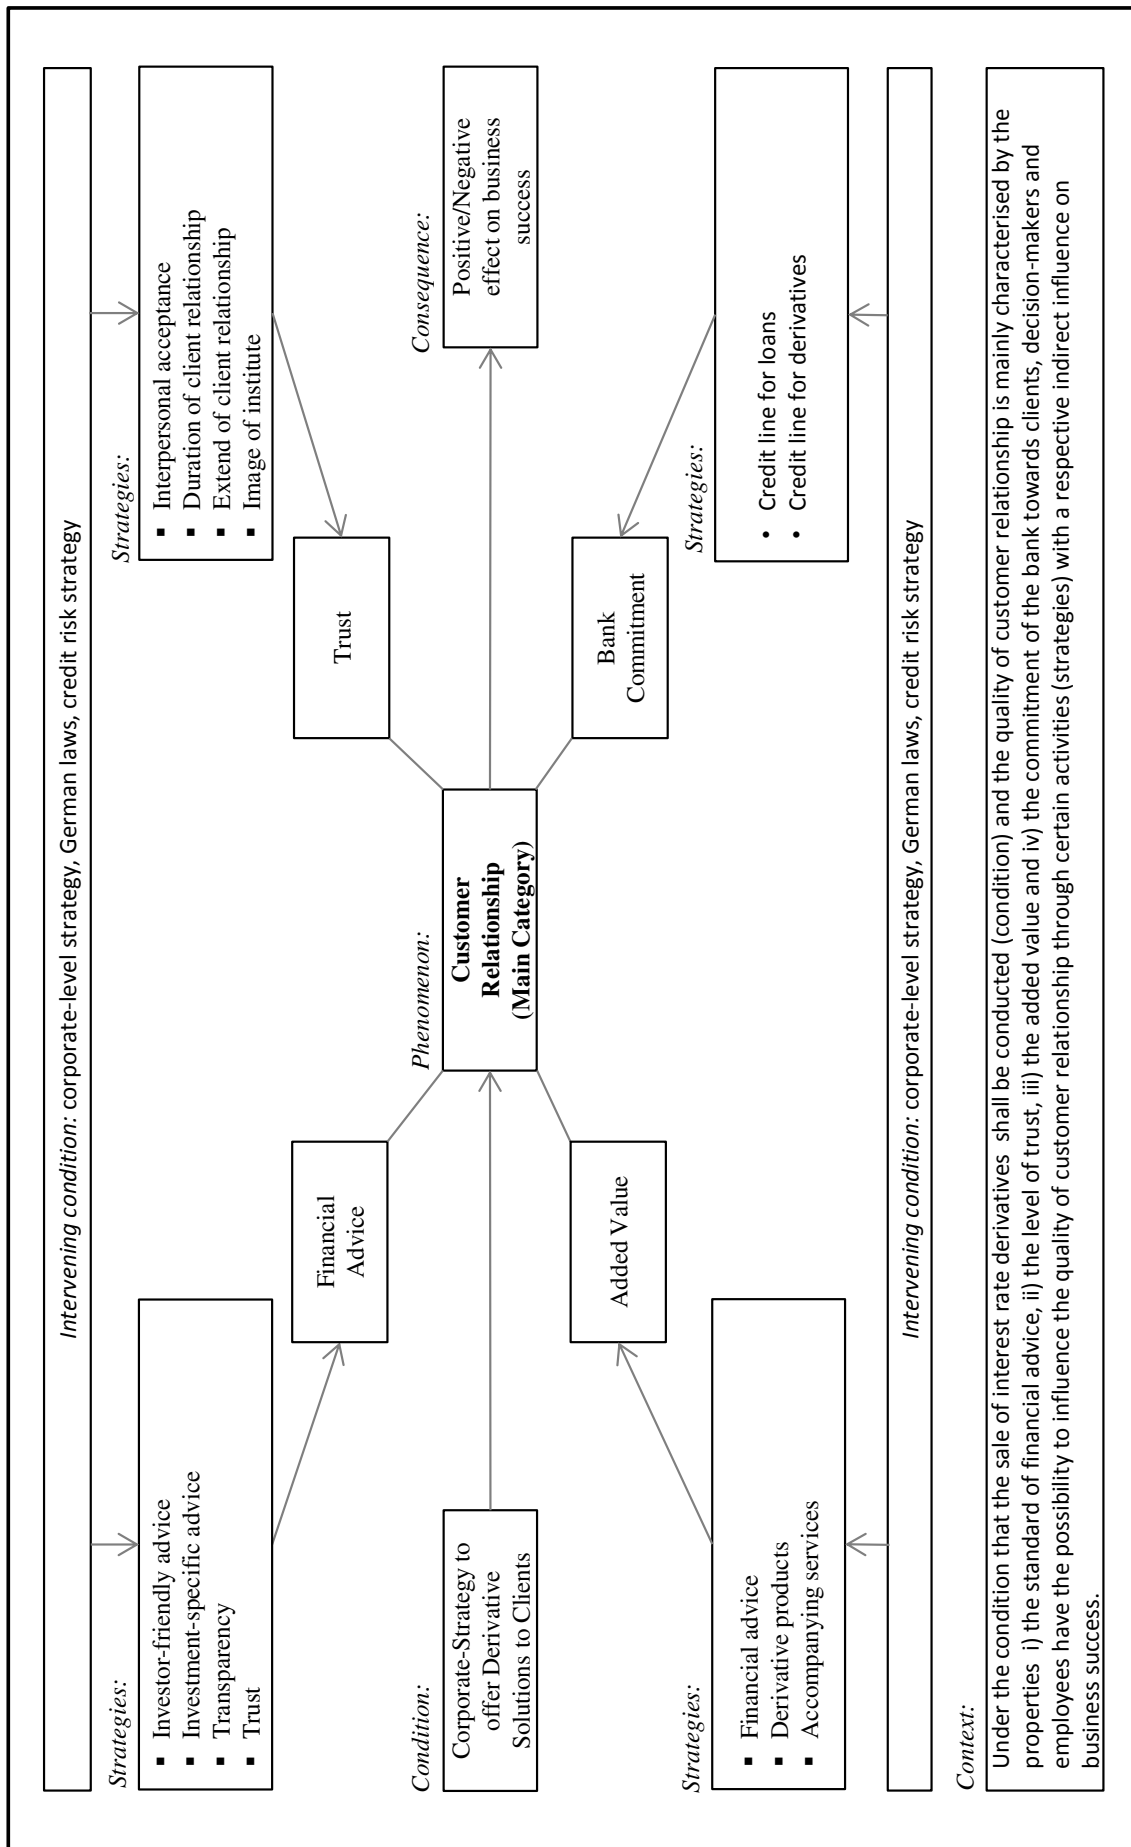 Intervening condition: corporate-level strategy, German laws, credit risk strategy
Strategies:
▪ Investor-friendly advice
▪ Investment-specific advice
▪ Transparency
▪ Trust
Strategies:
▪ Interpersonal acceptance
▪ Duration of client relationship
▪ Extend of client relationship
▪ Image of institute
Financial
Advice
Trust
Condition:
Corporate-Strategy to
offer Derivative
Solutions to Clients
Phenomenon:
Customer
Relationship
(Main Category)
Consequence:
Positive/Negative
effect on business
success
Added Value
Bank
Commitment
Strategies:
▪ Financial advice
▪ Derivative products
▪ Accompanying services
Strategies:
• Credit line for loans
• Credit line for derivatives
Intervening condition: corporate-level strategy, German laws, credit risk strategy
Context:
Under the condition that the sale of interest rate derivatives shall be conducted (condition) and the quality of customer relationship is mainly characterised by the
properties i) the standard of financial advice, ii) the level of trust, iii) the added value and iv) the commitment of the bank towards clients, decision-makers and
employees have the possibility to influence the quality of customer relationship through certain activities (strategies) with a respective indirect influence on
business success.